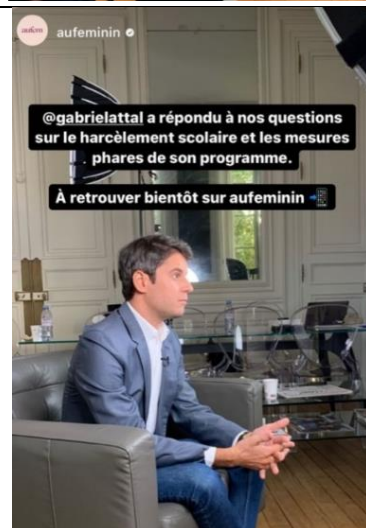 aufem
aufeminin
@gabrielattal a répondu à nos questions
sur le harcèlement scolaire et les mesures
phares de son programme.
À retrouver bientôt sur aufeminin